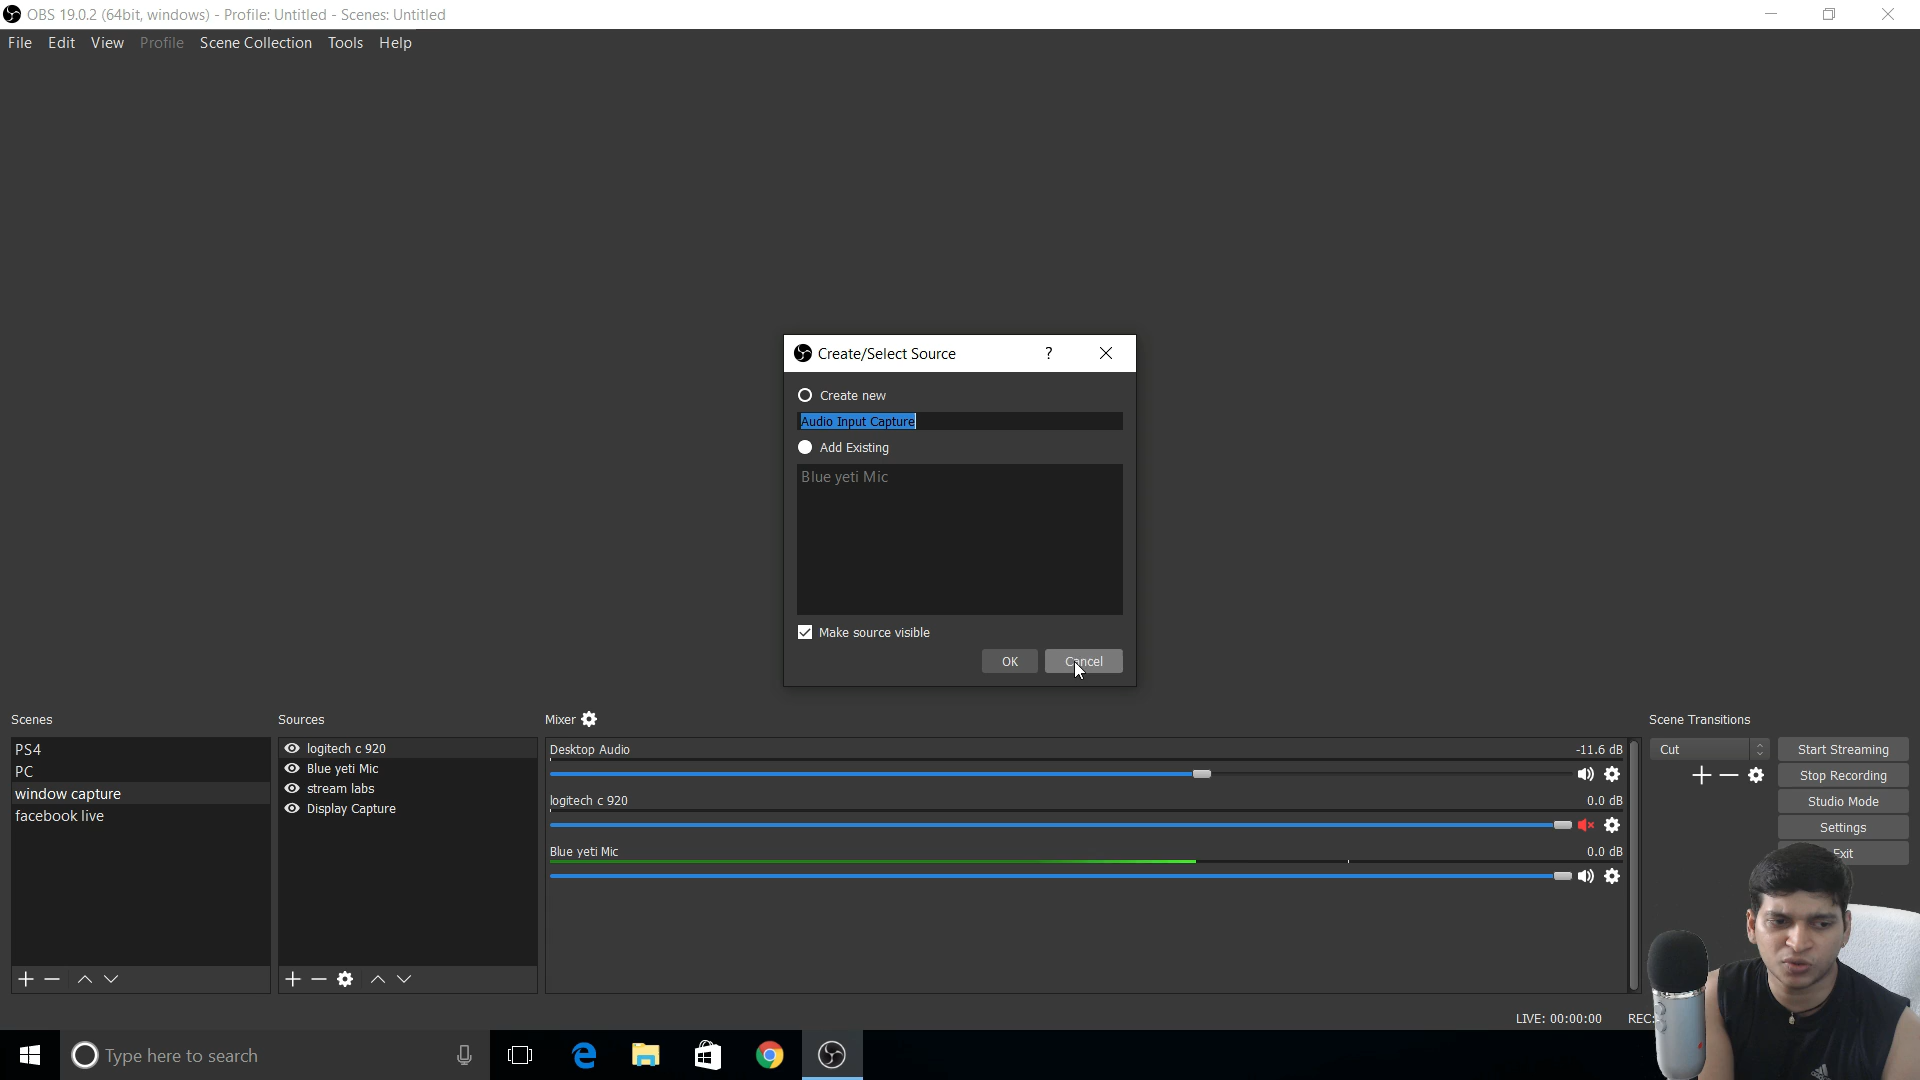 OBS 19.0.2 (64bit, windows) - Profile: Untitled - Scenes: Untitled
File Edit View Profile Scene Collection Tools Help
Create/Select Source ?
Create new
Audio Input Capture
Add Existing
Blue yeti Mic
Make source visible
OK Cancel
Scenes
PS4
PC
window capture
facebook live
Sources
logitech c 920
Blue yeti Mic
stream labs
Display Capture
Mixer
Desktop Audio -11.6 dB
logitech c 920 0.0 dB
Blue yeti Mic 0.0 dB
Scene Transitions
Cut
Start Streaming
Stop Recording
Studio Mode
Settings
Exit
LIVE: 00:00:00 REC:
Type here to search